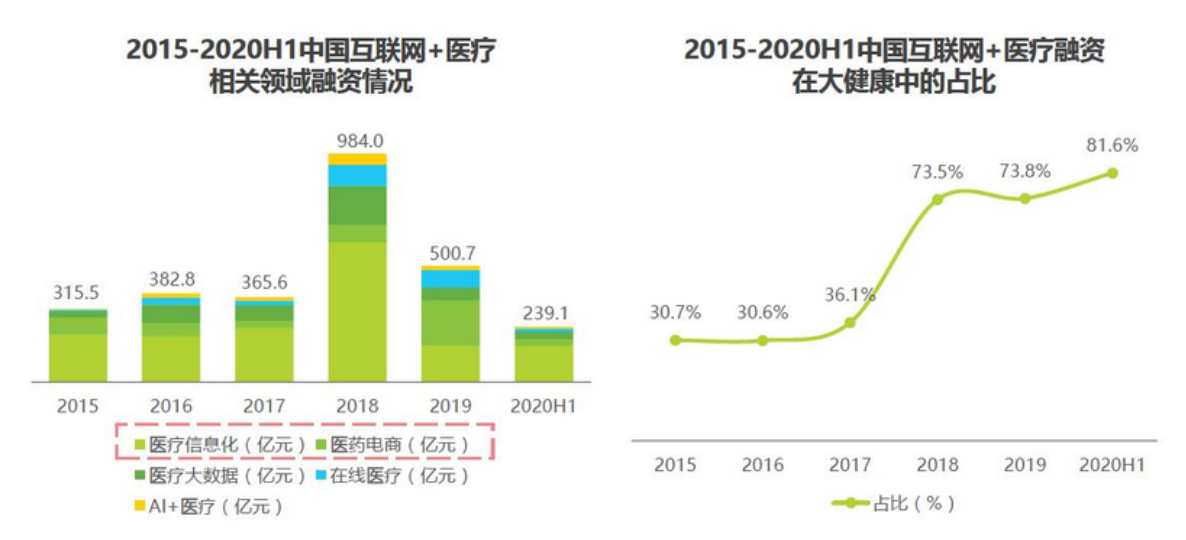 2015-2020H1中国互联网+医疗
相关领域融资情况
984.0
500.7
382.8
365.6
315.5
239.1
2015 2016 2017 2018 2019 2020H1
医疗信息化（亿元） 医药电商（亿元）
医疗大数据（亿元） 在线医疗（亿元）
AI+医疗（亿元）
2015-2020H1中国互联网+医疗融资
在大健康中的占比
81.6%
73.5% 73.8%
36.1%
30.7% 30.6%
2015 2016 2017 2018 2019 2020H1
占比（%）